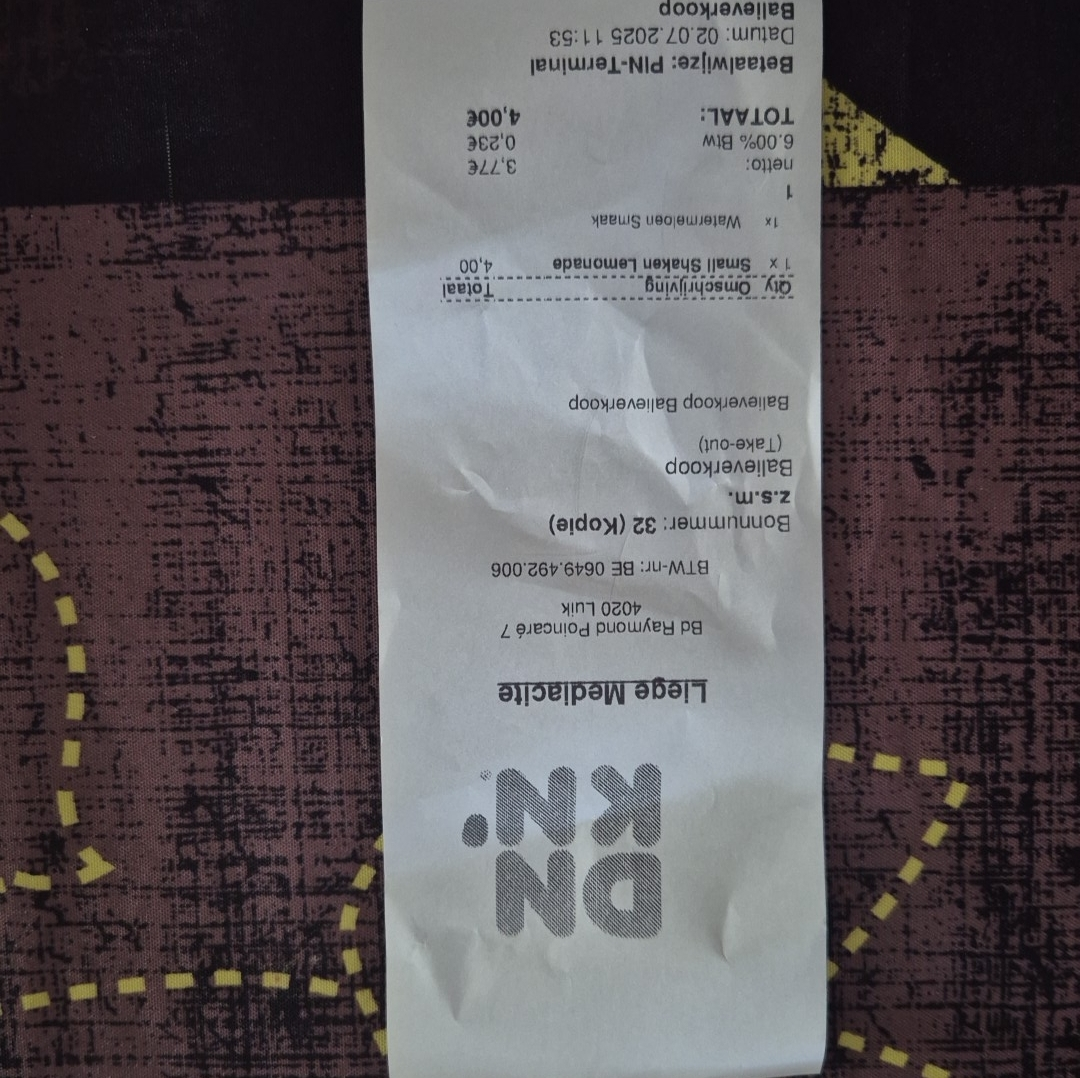 DN
KN.
Liege Mediacite
Bd Raymond Poincaré 7
4020 Luik
BTW-nr: BE 0649.492.006
Bonnummer: 32 (Kopie)
z.s.m.
Balieverkoop
(Take-out)
Balieverkoop Balieverkoop
Qty Omschrijving Totaal
1 x Small Shaken Lemonade 4,00
1x Watermeloen Smaak
1
netto: 3,77€
6.00% Btw 0,23€
TOTAAL: 4,00€
Betaalwijze: PIN-Terminal
Datum: 02.07.2025 11:53
Balieverkoop